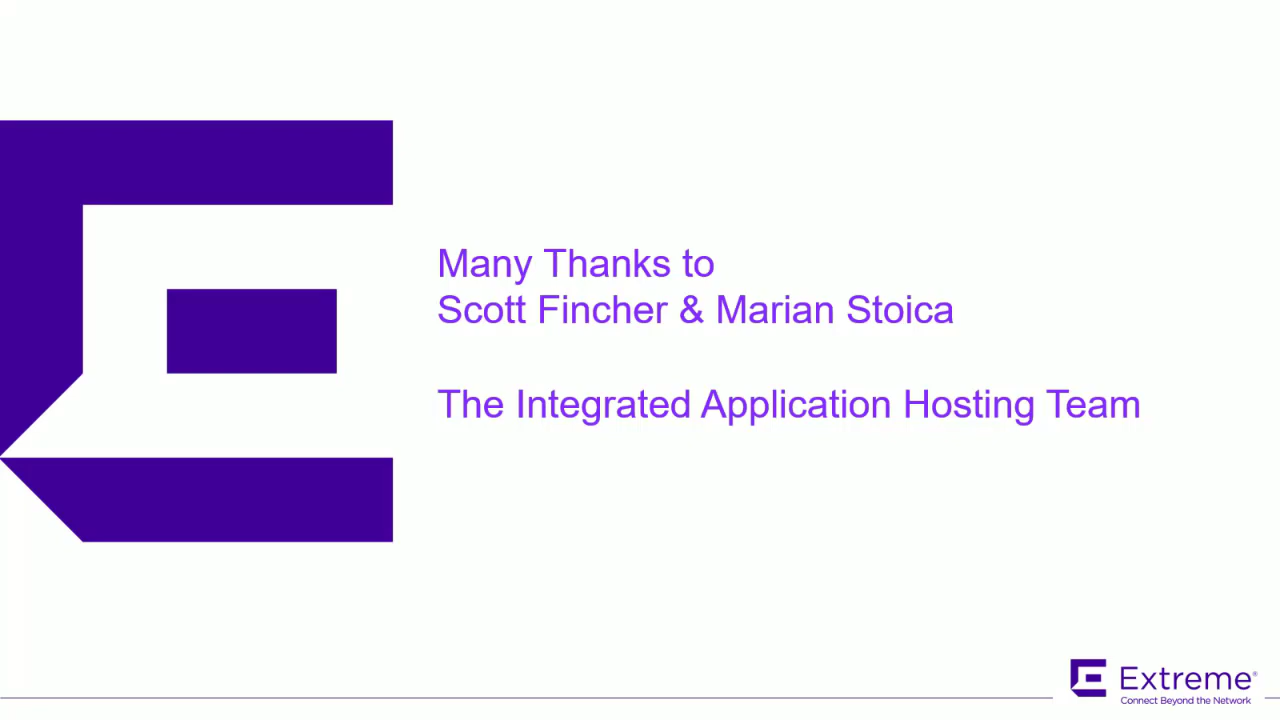 Many Thanks to
Scott Fincher & Marian Stoica
The Integrated Application Hosting Team
Extreme®
Connect Beyond the Network